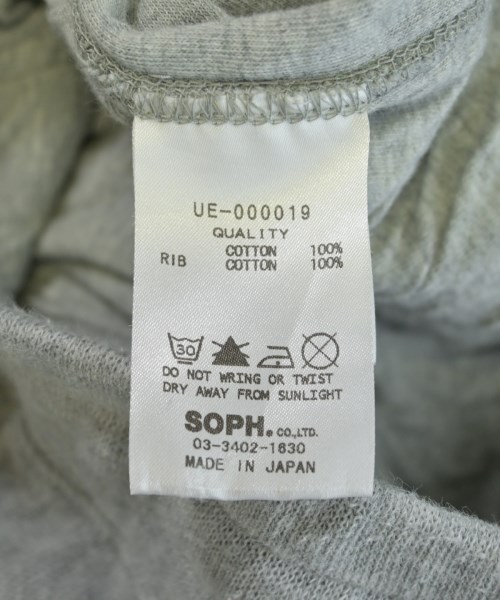 UE-000019
QUALITY
COTTON 100%
RIB COTTON 100%
30
DO NOT WRING OR TWIST
DRY AWAY FROM SUNLIGHT
SOPH. CO.,LTD.
03-3402-1630
MADE IN JAPAN